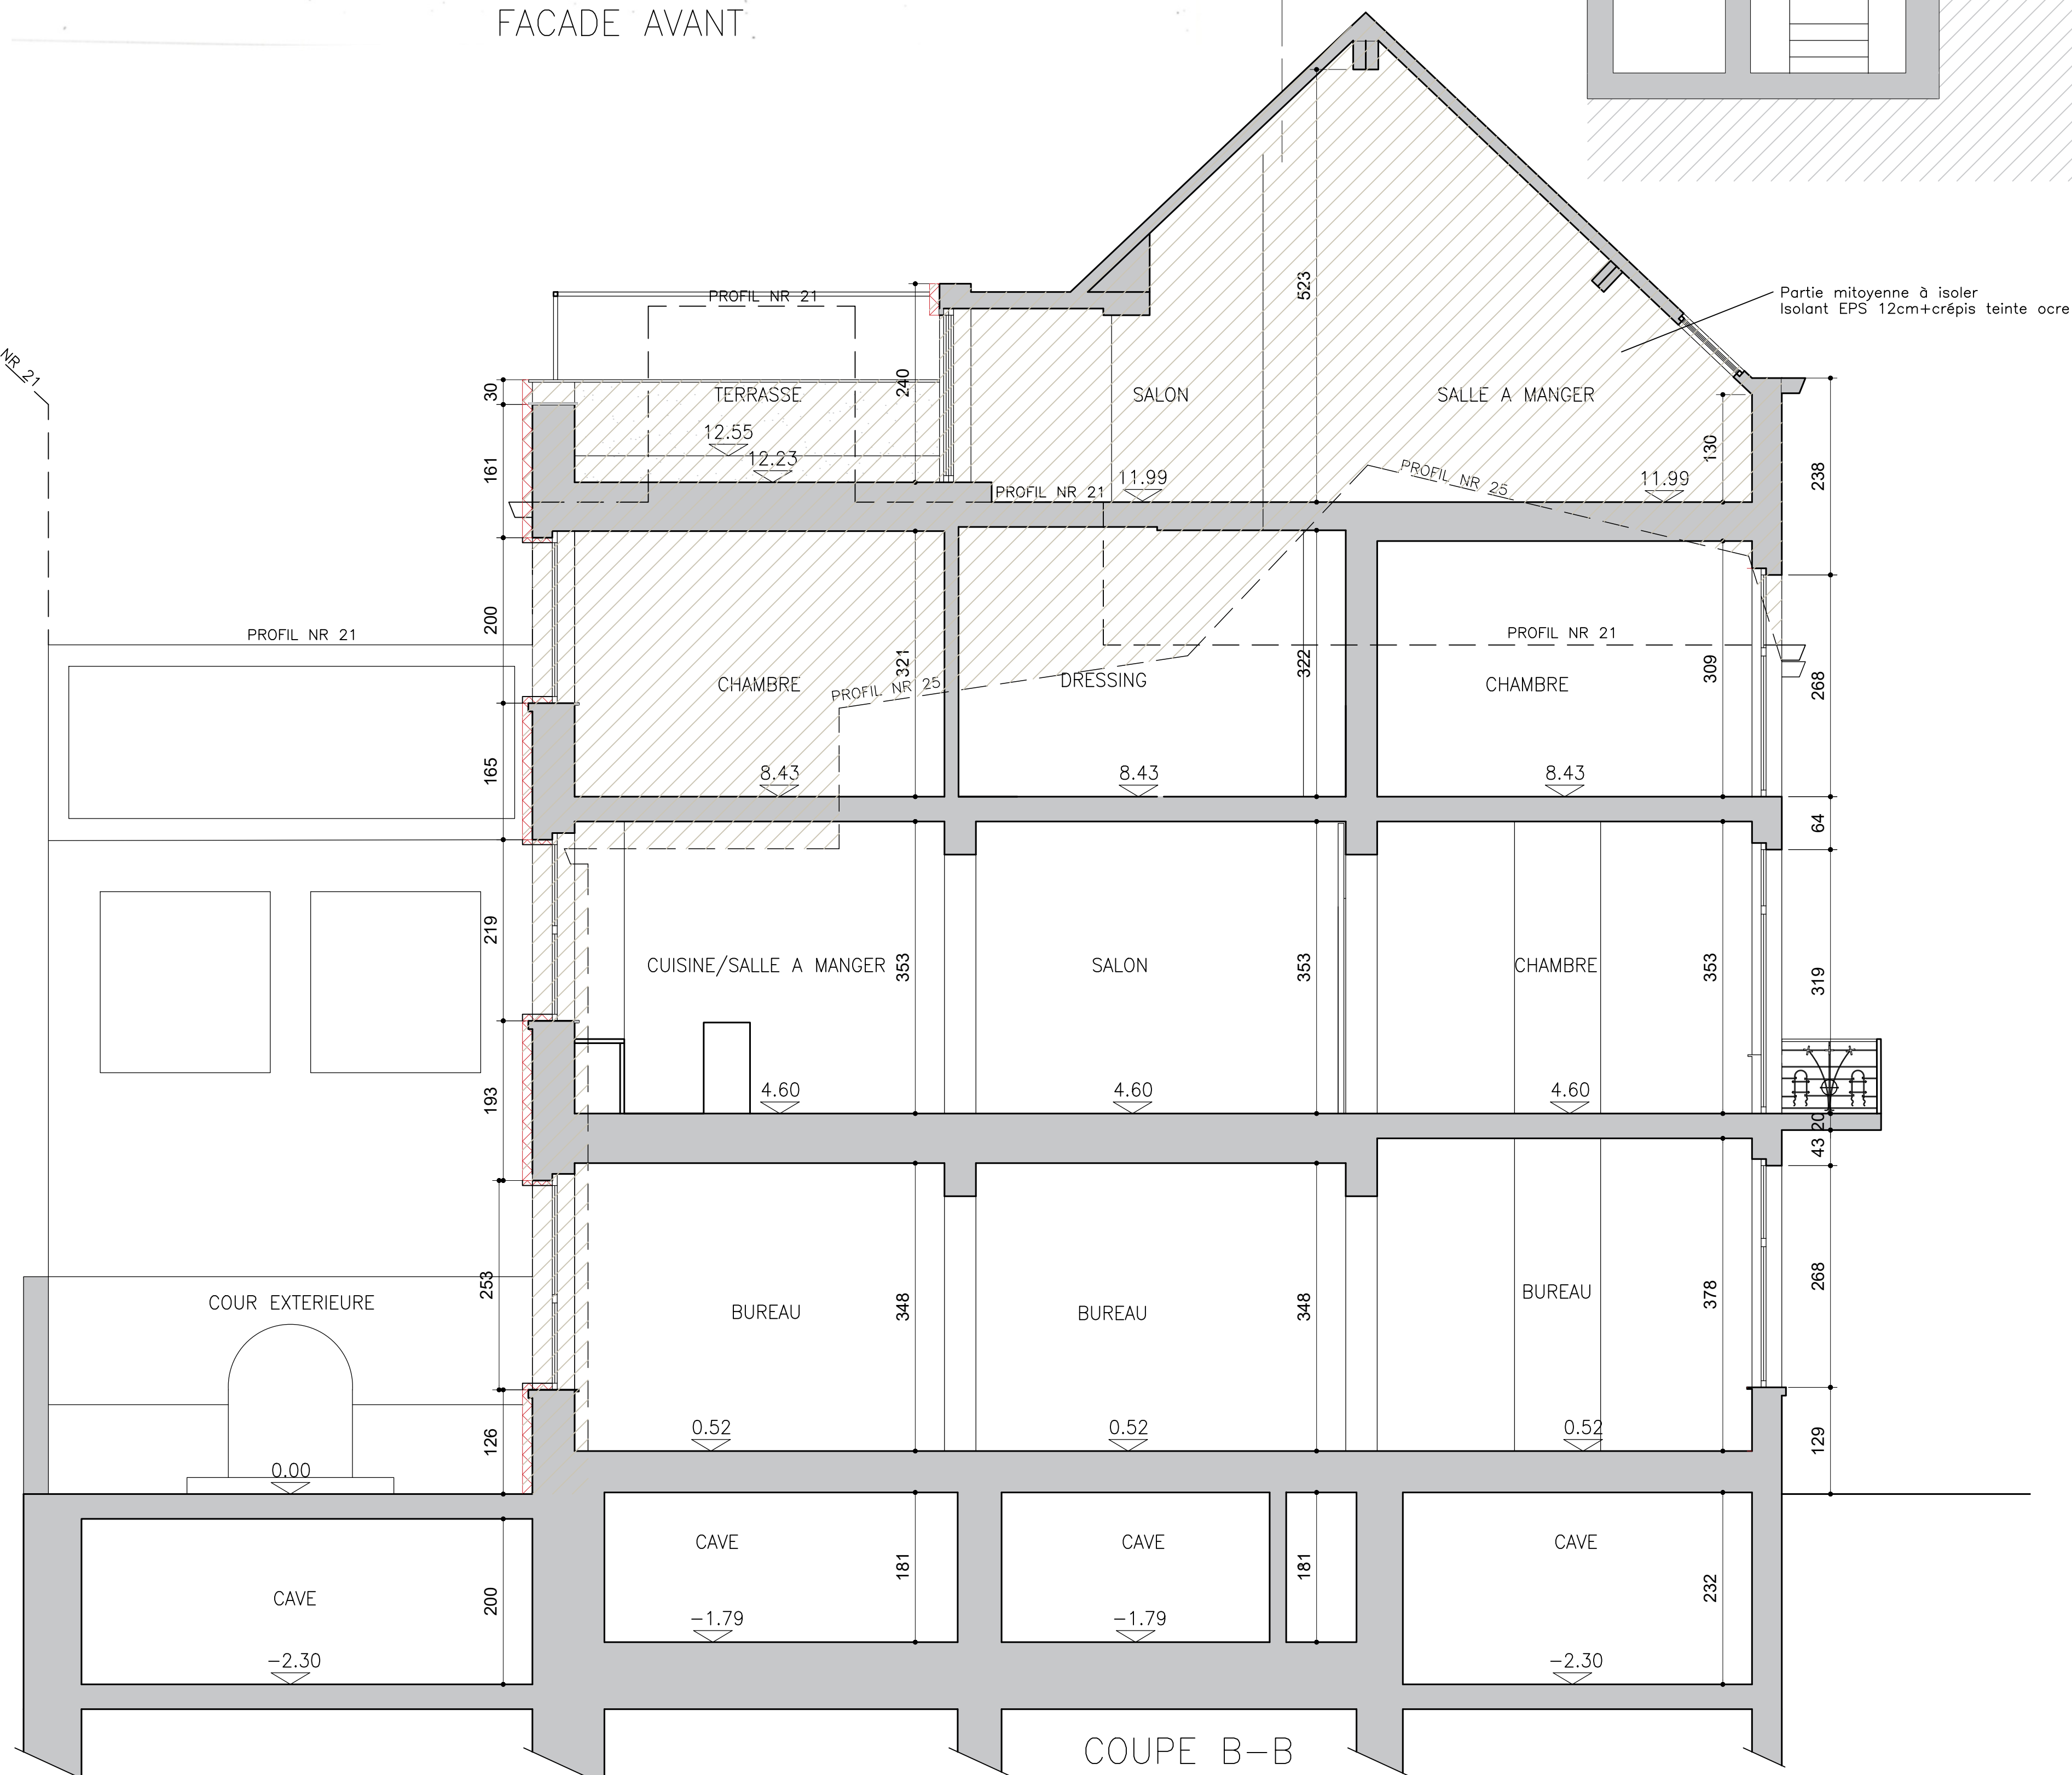 FACADE AVANT
523
Partie mitoyenne à isoler
Isolant EPS 12cm+crépis teinte ocre
PROFIL NR 21
NR 21
30
240
TERRASSE
SALON
SALLE A MANGER
12.55
130
161
12.23
11.99
11.99
238
PROFIL NR 21
PROFIL NR 25
200
PROFIL NR 21
PROFIL NR 21
321
322
309
CHAMBRE
DRESSING
CHAMBRE
268
PROFIL NR 25
165
8.43
8.43
8.43
64
219
CUISINE/SALLE A MANGER
353
SALON
353
CHAMBRE
353
319
193
4.60
4.60
4.60
20
43
253
COUR EXTERIEURE
BUREAU
348
BUREAU
348
BUREAU
378
268
126
0.52
0.52
0.52
129
0.00
CAVE
CAVE
CAVE
181
181
232
CAVE
200
-1.79
-1.79
-2.30
-2.30
COUPE B-B